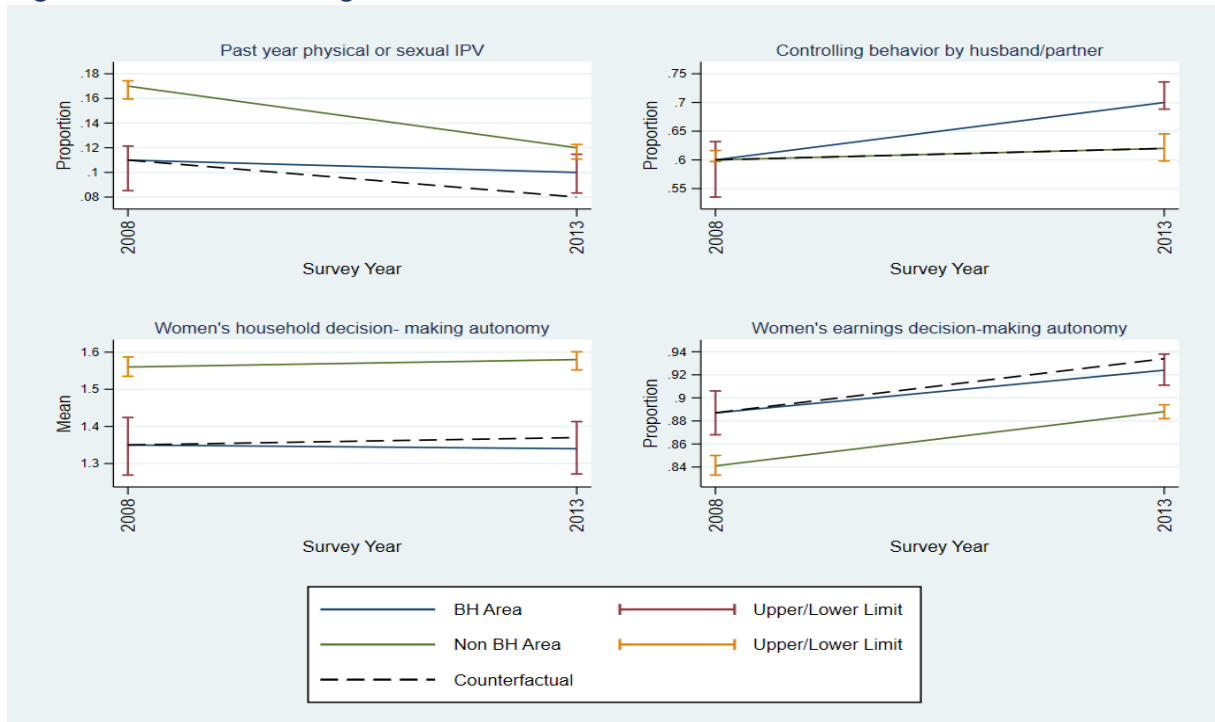 Past year physical or sexual IPV
Proportion
.18
.16
.14
.12
.1
.08
2008
2013
Survey Year
Controlling behavior by husband/partner
Proportion
.75
.7
.65
.6
.55
2008
2013
Survey Year
Women's household decision- making autonomy
Mean
1.6
1.5
1.4
1.3
2008
2013
Survey Year
Women's earnings decision-making autonomy
Proportion
.94
.92
.9
.88
.86
.84
2008
2013
Survey Year
BH Area
Upper/Lower Limit
Non BH Area
Upper/Lower Limit
Counterfactual